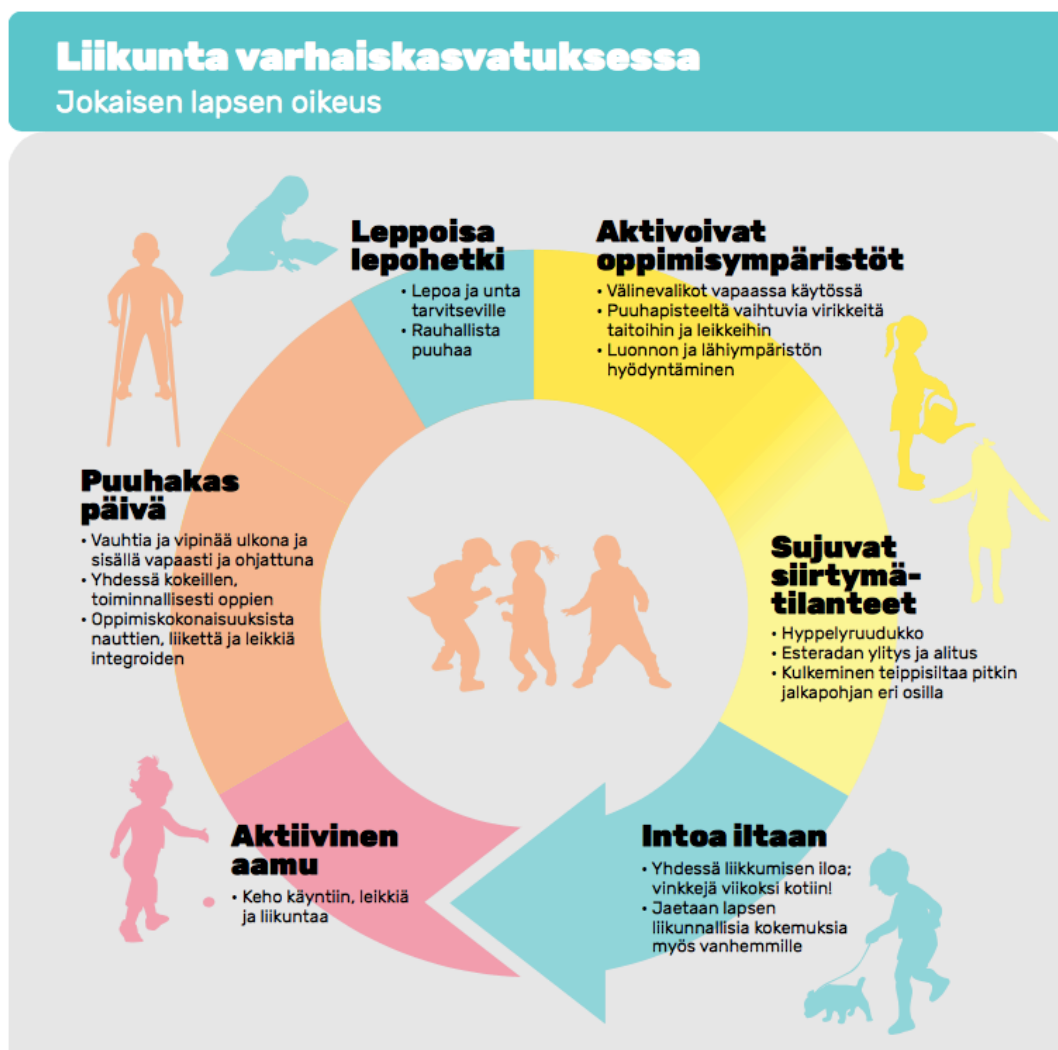 Liikunta varhaiskasvatuksessa
Jokaisen lapsen oikeus
Leppoisa
lepohetki
• Lepoa ja unta
tarvitseville
• Rauhallista
puuhaa
Aktivoivat
oppimisympäristöt
• Välinevalikot vapaassa käytössä
• Puuhapisteeltä vaihtuvia virikkeitä
taitoihin ja leikkeihin
• Luonnon ja lähiympäristön
hyödyntäminen
Puuhakas
päivä
• Vauhtia ja vipinää ulkona ja
sisällä vapaasti ja ohjattuna
• Yhdessä kokeillen,
toiminnallisesti oppien
• Oppimiskokonaisuuksista
nauttien, liikettä ja leikkiä
integroiden
Sujuvat
siirtymä-
tilanteet
• Hyppelyruudukko
• Esteradan ylitys ja alitus
• Kulkeminen teippisiltaa pitkin
jalkapohjan eri osilla
Aktiivinen
aamu
• Keho käyntiin, leikkiä
ja liikuntaa
Intoa iltaan
• Yhdessä liikkumisen iloa;
vinkkejä viikoksi kotiin!
• Jaetaan lapsen
liikunnallisia kokemuksia
myös vanhemmille